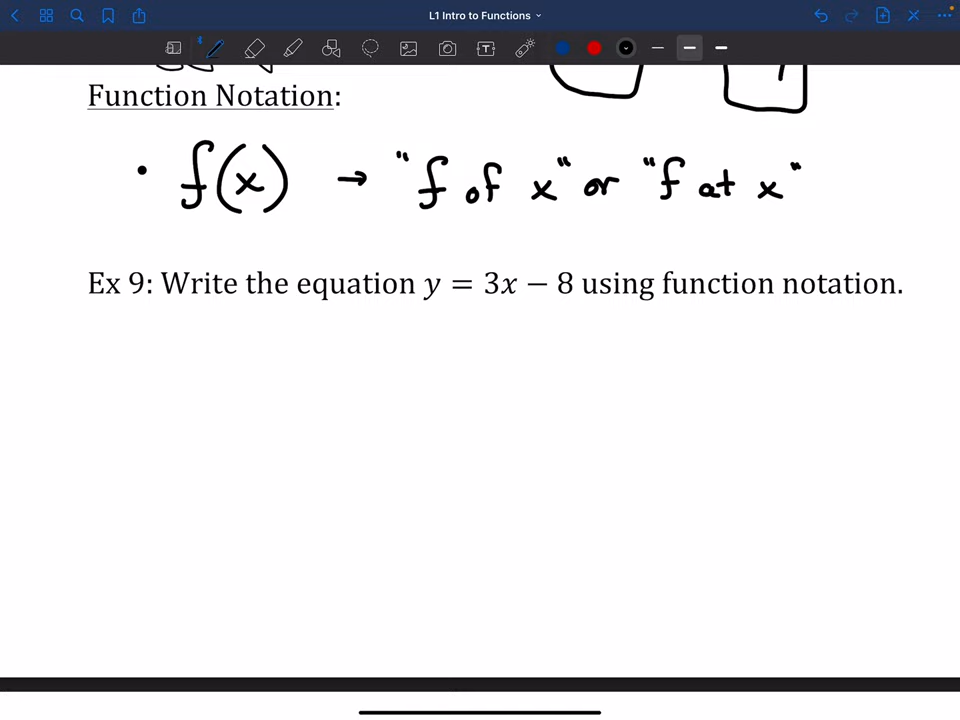 L1 Intro to Functions
Function Notation:
• f(x) → "f of x" or "f at x"
Ex 9: Write the equation y = 3x − 8 using function notation.